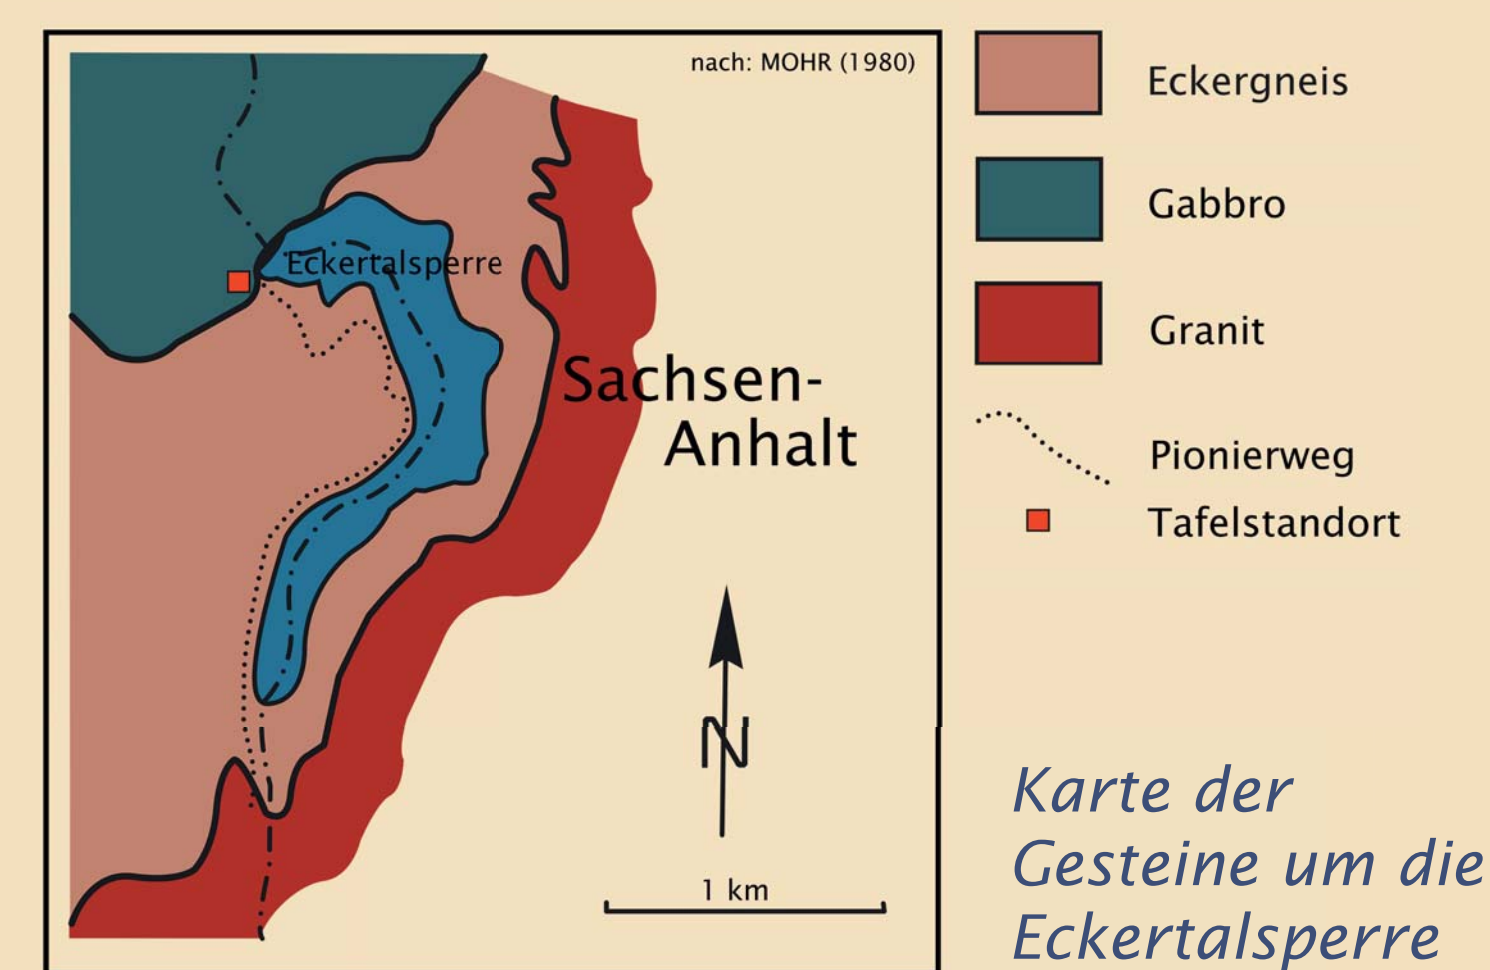 nach: MOHR (1980)
Eckertalsperre
Sachsen-
Anhalt
N
1 km
Eckergneis
Gabbro
Granit
Pionierweg
Tafelstandort
Karte der
Gesteine um die
Eckertalsperre